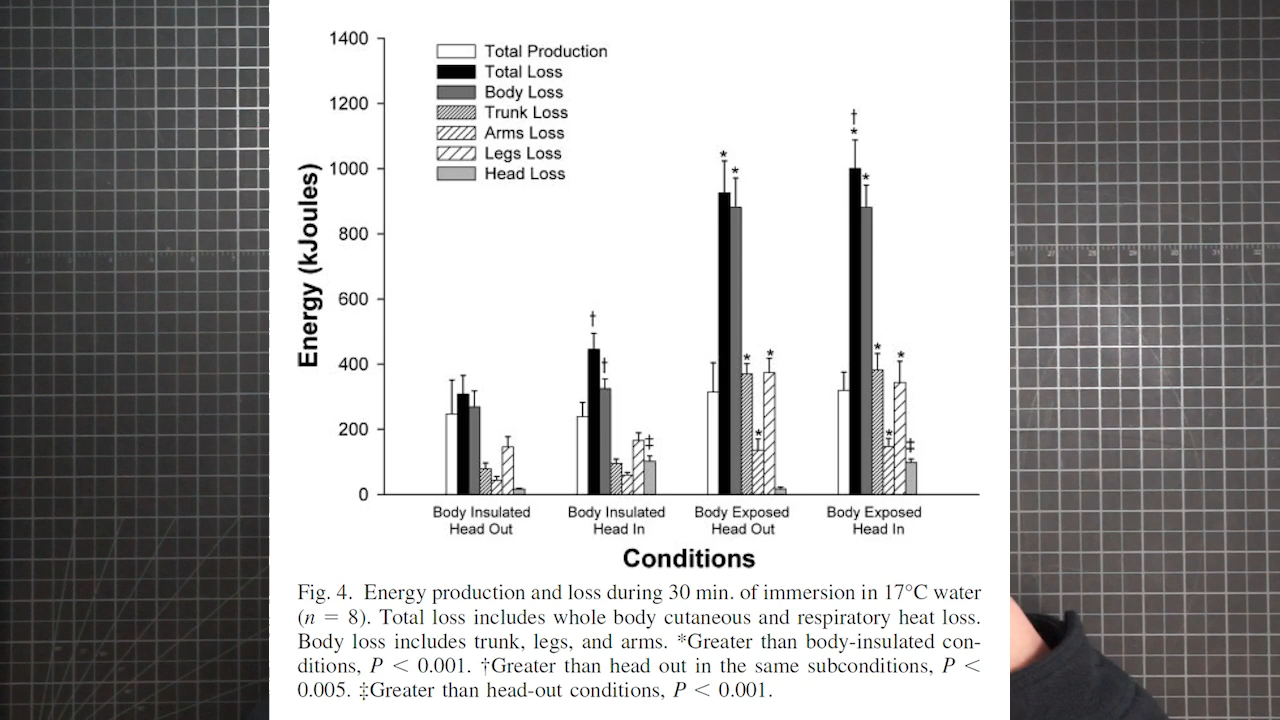 1400
1200
1000
800
600
400
200
0
Energy (kJoules)
Total Production
Total Loss
Body Loss
Trunk Loss
Arms Loss
Legs Loss
Head Loss
†
*
*
*
*
*
†
*
*
*
*
*
‡
†
†
‡
Body Insulated
Head Out
Body Insulated
Head In
Body Exposed
Head Out
Body Exposed
Head In
Conditions
Fig. 4. Energy production and loss during 30 min. of immersion in 17°C water
(n = 8). Total loss includes whole body cutaneous and respiratory heat loss.
Body loss includes trunk, legs, and arms. *Greater than body-insulated con-
ditions, P < 0.001. †Greater than head out in the same subconditions, P <
0.005. ‡Greater than head-out conditions, P < 0.001.